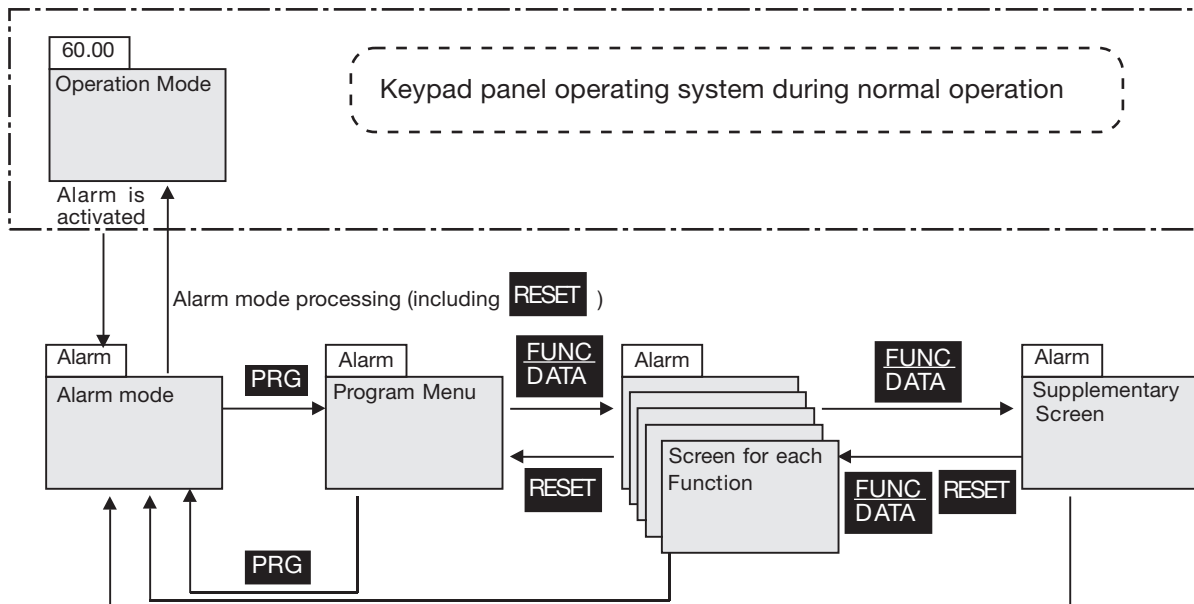 60.00
Operation Mode
Keypad panel operating system during normal operation
Alarm is
activated
Alarm mode processing (including RESET )
Alarm
Alarm mode
PRG
Alarm
Program Menu
FUNC
DATA
RESET
Alarm
Screen for each
Function
FUNC
DATA
FUNC
DATA
RESET
Alarm
Supplementary
Screen
PRG